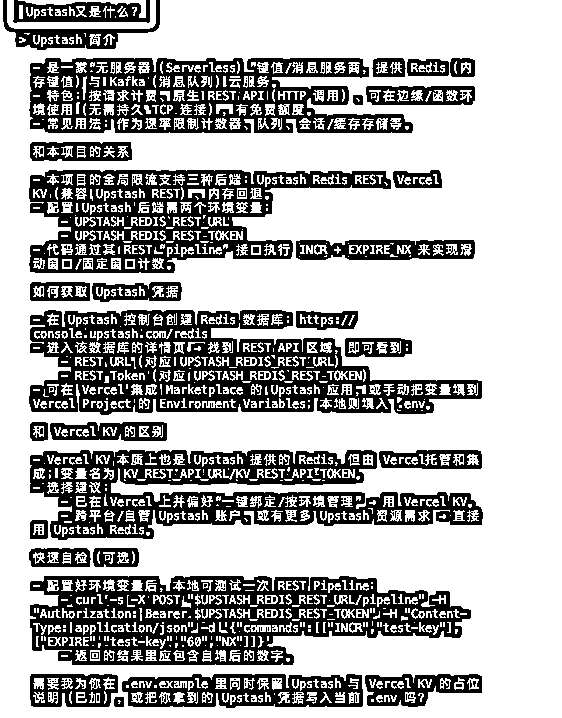 Upstash又是什么？
> Upstash 简介
- 是一家“无服务器（Serverless）”键值/消息服务商，提供 Redis（内
存键值）与 Kafka（消息队列）云服务。
- 特色：按请求计费、原生 REST API（HTTP 调用）、可在边缘/函数环
境使用（无需持久 TCP 连接）、有免费额度。
- 常见用法：作为速率限制计数器、队列、会话/缓存存储等。
和本项目的关系
- 本项目的全局限流支持三种后端：Upstash Redis REST、Vercel
KV（兼容 Upstash REST）、内存回退。
- 配置 Upstash 后端需两个环境变量：
- UPSTASH_REDIS_REST_URL
- UPSTASH_REDIS_REST_TOKEN
- 代码通过其 REST “pipeline” 接口执行 INCR + EXPIRE NX 来实现滑
动窗口/固定窗口计数。
如何获取 Upstash 凭据
- 在 Upstash 控制台创建 Redis 数据库：https://
console.upstash.com/redis
- 进入该数据库的详情页 → 找到 REST API 区域，即可看到：
- REST URL（对应 UPSTASH_REDIS_REST_URL）
- REST Token（对应 UPSTASH_REDIS_REST_TOKEN）
- 可在 Vercel 集成 Marketplace 的 Upstash 应用，或手动把变量填到
Vercel Project 的 Environment Variables；本地则填入 .env。
和 Vercel KV 的区别
- Vercel KV 本质上也是 Upstash 提供的 Redis，但由 Vercel托管和集
成；变量名为 KV_REST_API_URL/KV_REST_API_TOKEN。
- 选择建议：
- 已在 Vercel 上并偏好“一键绑定/按环境管理” → 用 Vercel KV。
- 跨平台/自管 Upstash 账户、或有更多 Upstash 资源需求 → 直接
用 Upstash Redis。
快速自检（可选）
- 配置好环境变量后，本地可测试一次 REST Pipeline：
- curl -s -X POST "$UPSTASH_REDIS_REST_URL/pipeline" -H
"Authorization: Bearer $UPSTASH_REDIS_REST_TOKEN" -H "Content-
Type: application/json" -d '{"commands":[["INCR","test-key"],
["EXPIRE","test-key","60","NX"]]}'
- 返回的结果里应包含自增后的数字。
需要我为你在 .env.example 里同时保留 Upstash 与 Vercel KV 的占位
说明（已加），或把你拿到的 Upstash 凭据写入当前 .env 吗？